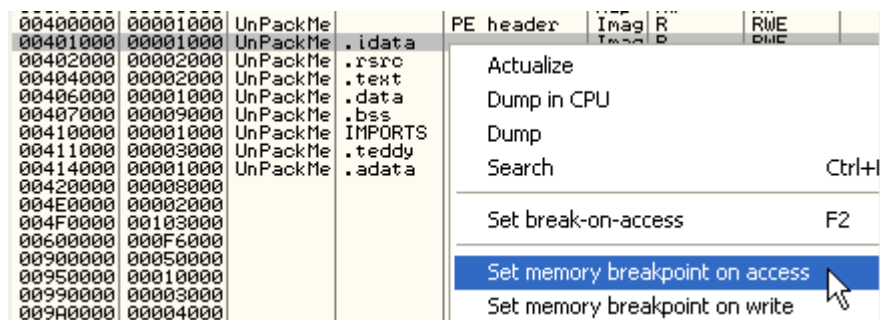 00400000 00001000 UnPackMe PE header Imag R RWE
00401000 00001000 UnPackMe .idata Imag R RWE
00402000 00002000 UnPackMe .rsrc
00404000 00002000 UnPackMe .text
00406000 00001000 UnPackMe .data
00407000 00009000 UnPackMe .bss
00410000 00001000 UnPackMe IMPORTS
00411000 00003000 UnPackMe .teddy
00414000 00001000 UnPackMe .adata
00420000 00008000
004E0000 00002000
004F0000 00103000
00600000 000F6000
00900000 00050000
00950000 00010000
00990000 00003000
009A0000 00004000
Actualize
Dump in CPU
Dump
Search Ctrl+
Set break-on-access F2
Set memory breakpoint on access
Set memory breakpoint on write